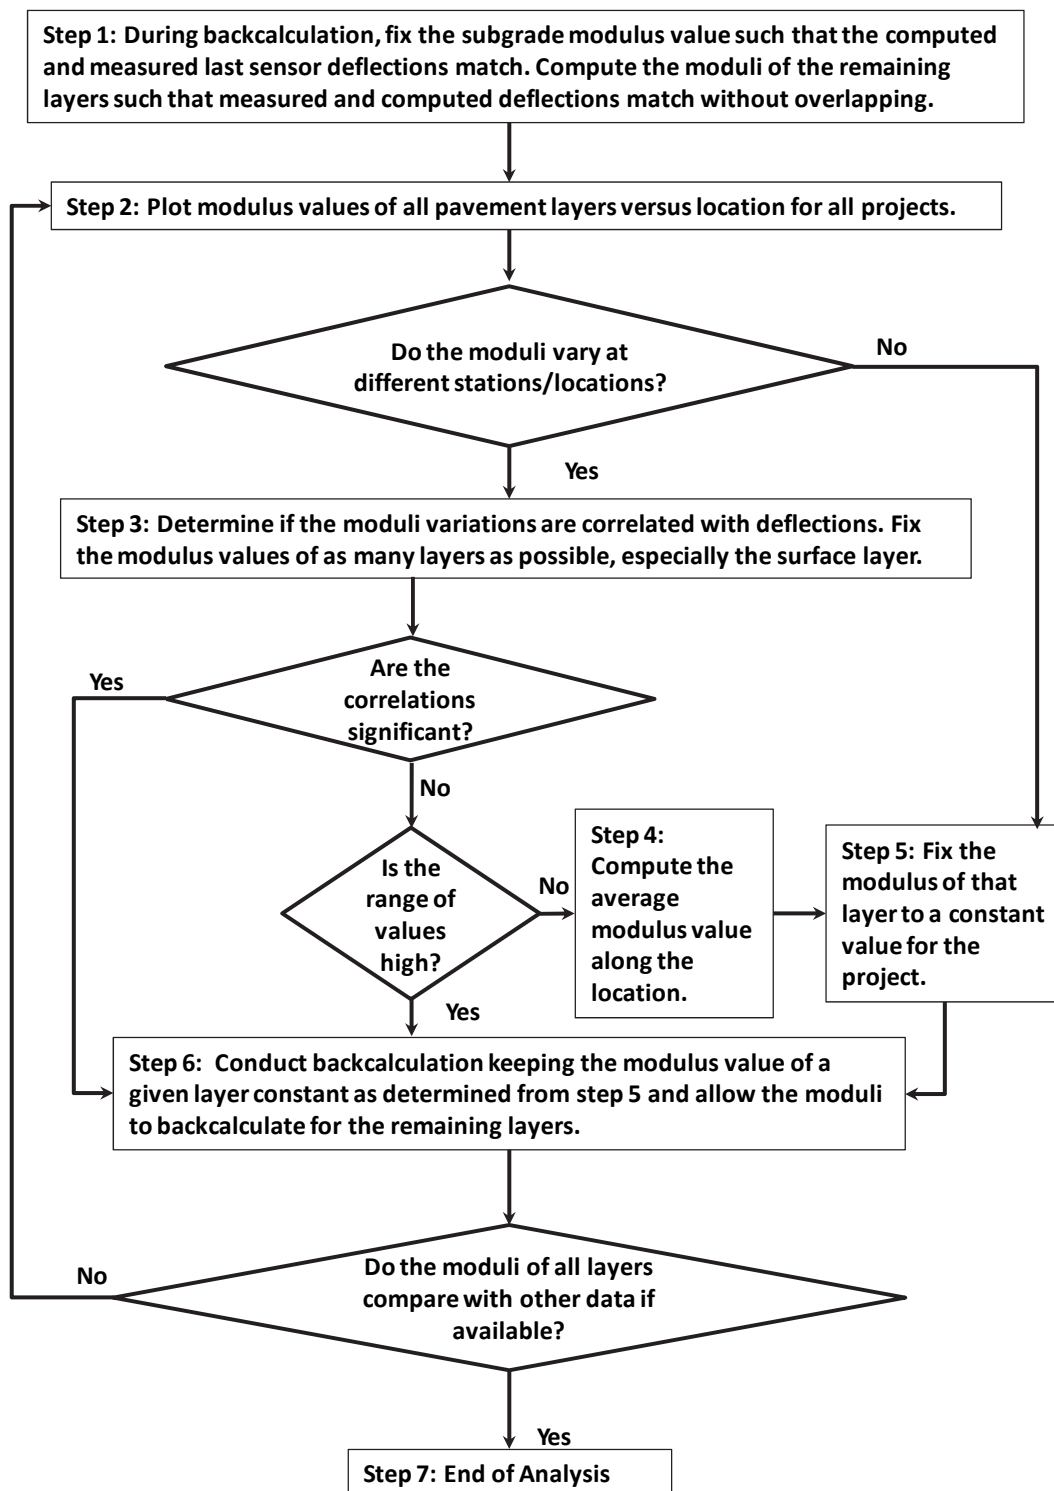 Step 1: During backcalculation, fix the subgrade modulus value such that the computed
and measured last sensor deflections match. Compute the moduli of the remaining
layers such that measured and computed deflections match without overlapping.
Step 2: Plot modulus values of all pavement layers versus location for all projects.
Do the moduli vary at
different stations/locations?
No
Yes
Step 3: Determine if the moduli variations are correlated with deflections. Fix
the modulus values of as many layers as possible, especially the surface layer.
Are the
correlations
significant?
Yes
No
Is the
range of
values
high?
No
Yes
Step 4:
Compute the
average
modulus value
along the
location.
Step 5: Fix the
modulus of that
layer to a constant
value for the
project.
Step 6: Conduct backcalculation keeping the modulus value of a
given layer constant as determined from step 5 and allow the moduli
to backcalculate for the remaining layers.
Do the moduli of all layers
compare with other data if
available?
No
Yes
Step 7: End of Analysis